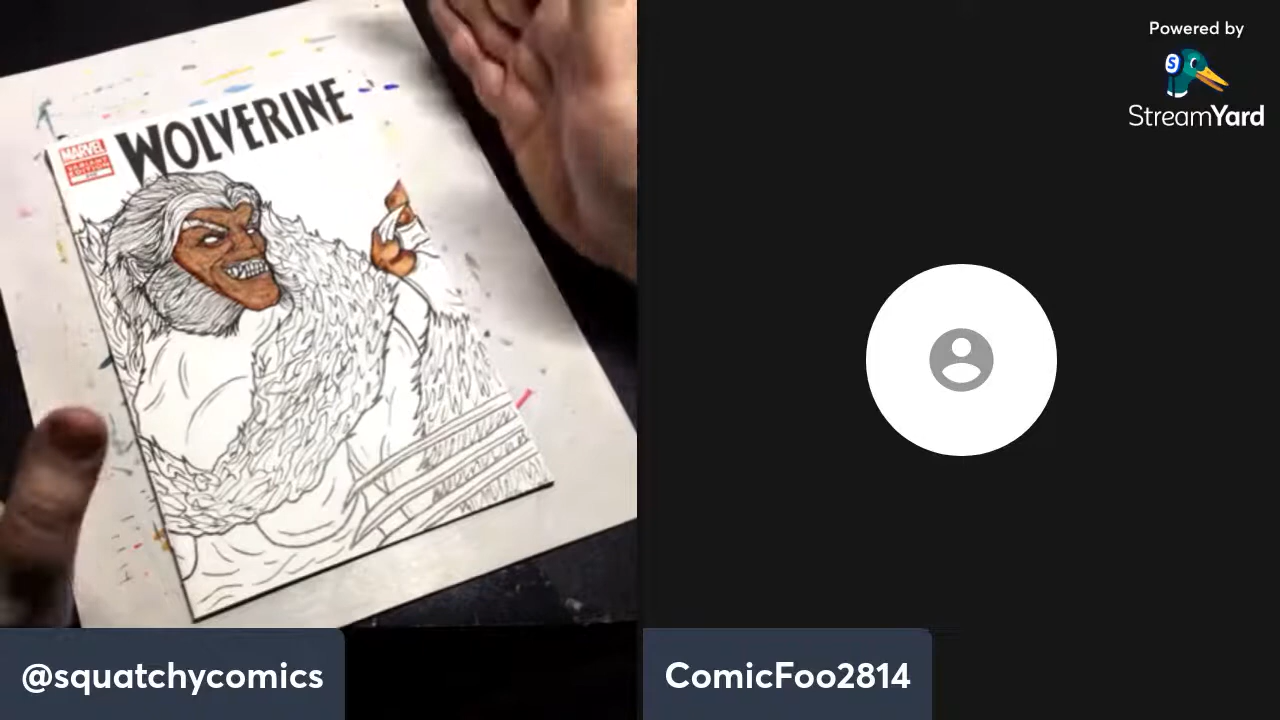 Powered by
StreamYard
WOLVERINE
MARVEL
VARIANT
EDITION
@squatchycomics
ComicFoo2814